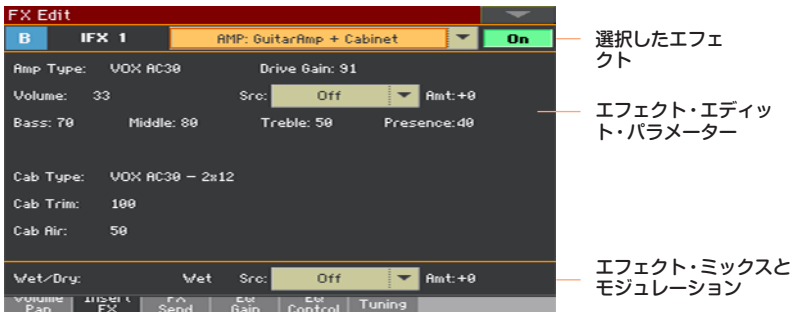 FX Edit
B IFX 1 AMP: GuitarAmp + Cabinet On
選択したエフェ
クト
Amp Type: VOX AC30 Drive Gain: 91
Volume: 33 Src: Off Amt:+0
エフェクト・エディッ
ト・パラメーター
Bass: 70 Middle: 80 Treble: 50 Presence:40
Cab Type: VOX AC30 – 2x12
Cab Trim: 100
Cab Air: 50
エフェクト・ミックスと
モジュレーション
Wet/Dry: Wet Src: Off Amt:+0
Volume Insert FX EQ EQ Tuning
Pan FX Send Gain Control